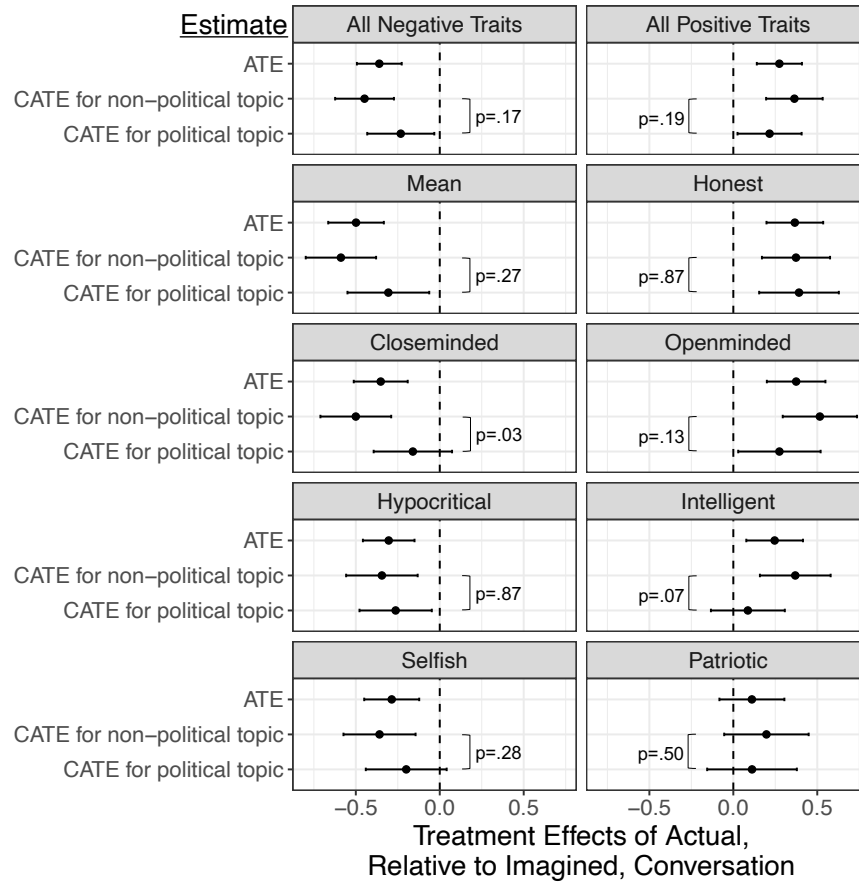 Estimate
All Negative Traits
All Positive Traits
ATE
CATE for non−political topic
CATE for political topic
p=.17
p=.19
Mean
Honest
ATE
CATE for non−political topic
CATE for political topic
p=.27
p=.87
Closeminded
Openminded
ATE
CATE for non−political topic
CATE for political topic
p=.03
p=.13
Hypocritical
Intelligent
ATE
CATE for non−political topic
CATE for political topic
p=.87
p=.07
Selfish
Patriotic
ATE
CATE for non−political topic
CATE for political topic
p=.28
p=.50
−0.5 0.0 0.5
−0.5 0.0 0.5
Treatment Effects of Actual,
Relative to Imagined, Conversation